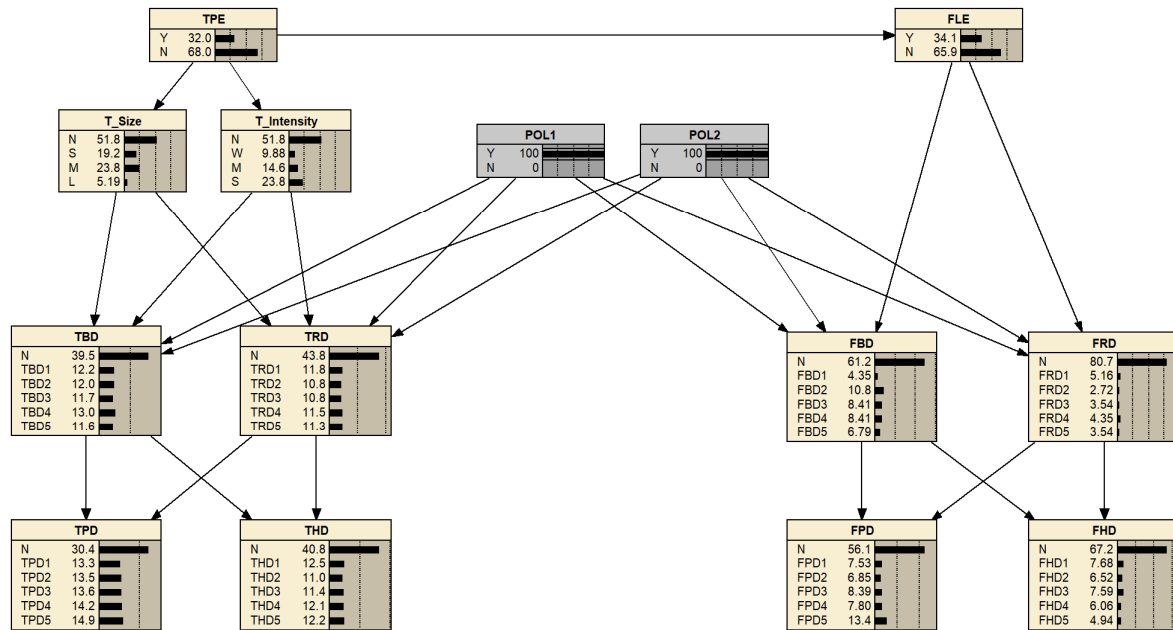 TPE
Y 32.0
N 68.0
FLE
Y 34.1
N 65.9
T_Size
N 51.8
S 19.2
M 23.8
L 5.19
T_Intensity
N 51.8
W 9.88
M 14.6
S 23.8
POL1
Y 100
N 0
POL2
Y 100
N 0
TBD
N 39.5
TBD1 12.2
TBD2 12.0
TBD3 11.7
TBD4 13.0
TBD5 11.6
TRD
N 43.8
TRD1 11.8
TRD2 10.8
TRD3 10.8
TRD4 11.5
TRD5 11.3
FBD
N 61.2
FBD1 4.35
FBD2 10.8
FBD3 8.41
FBD4 8.41
FBD5 6.79
FRD
N 80.7
FRD1 5.16
FRD2 2.72
FRD3 3.54
FRD4 4.35
FRD5 3.54
TPD
N 30.4
TPD1 13.3
TPD2 13.5
TPD3 13.6
TPD4 14.2
TPD5 14.9
THD
N 40.8
THD1 12.5
THD2 11.0
THD3 11.4
THD4 12.1
THD5 12.2
FPD
N 56.1
FPD1 7.53
FPD2 6.85
FPD3 8.39
FPD4 7.80
FPD5 13.4
FHD
N 67.2
FHD1 7.68
FHD2 6.52
FHD3 7.59
FHD4 6.06
FHD5 4.94